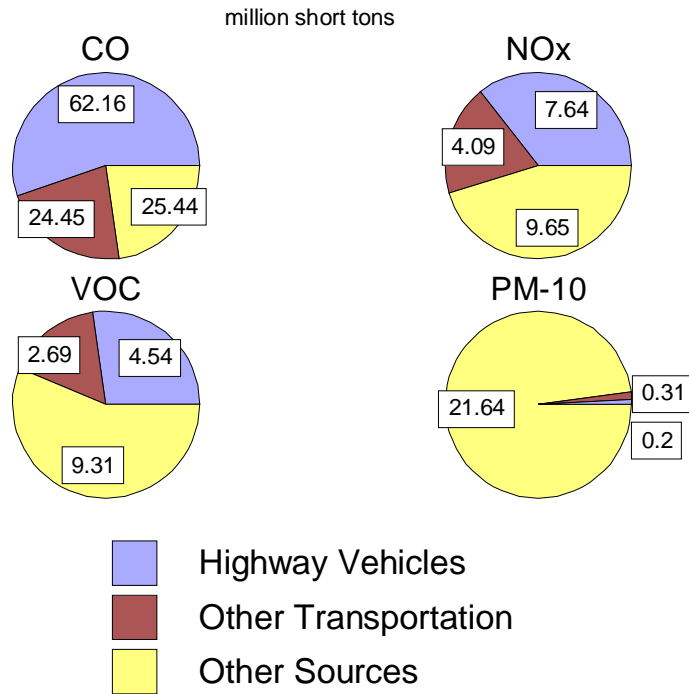 million short tons
CO
NOx
62.16
7.64
4.09
24.45
25.44
9.65
VOC
PM-10
2.69
4.54
0.31
21.64
0.2
9.31
Highway Vehicles
Other Transportation
Other Sources